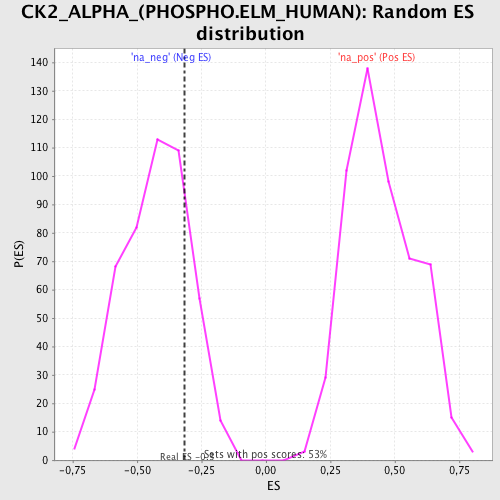 CK2_ALPHA_(PHOSPHO.ELM_HUMAN): Random ES
distribution
'na_neg' (Neg ES)
'na_pos' (Pos ES)
140
130
120
110
100
90
80
70
60
50
40
30
20
10
0
P(ES)
Real ES
Sets with pos scores: 53%
-0,75
-0,50
-0,25
0,00
0,25
0,50
0,75
ES